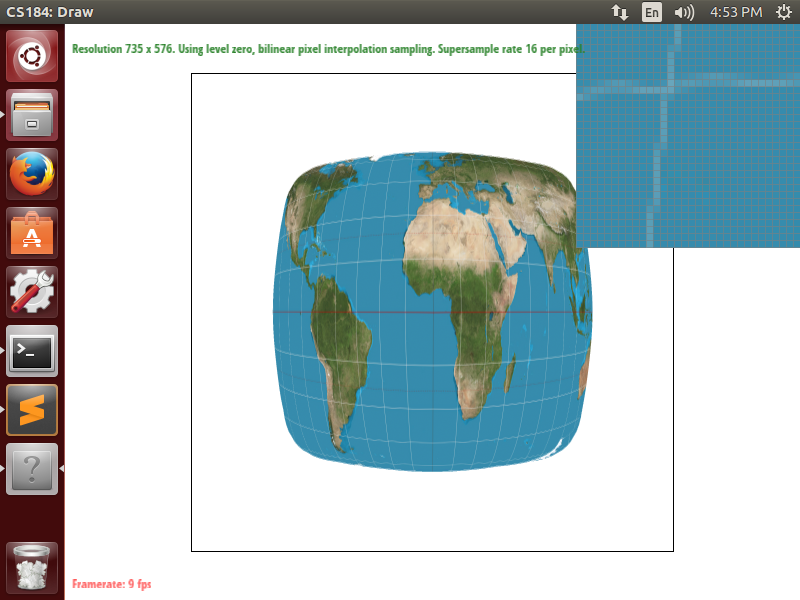 CS184: Draw
En
4:53 PM
Resolution 735 x 576. Using level zero, bilinear pixel interpolation sampling. Supersample rate 16 per pixel.
Framerate: 9 fps